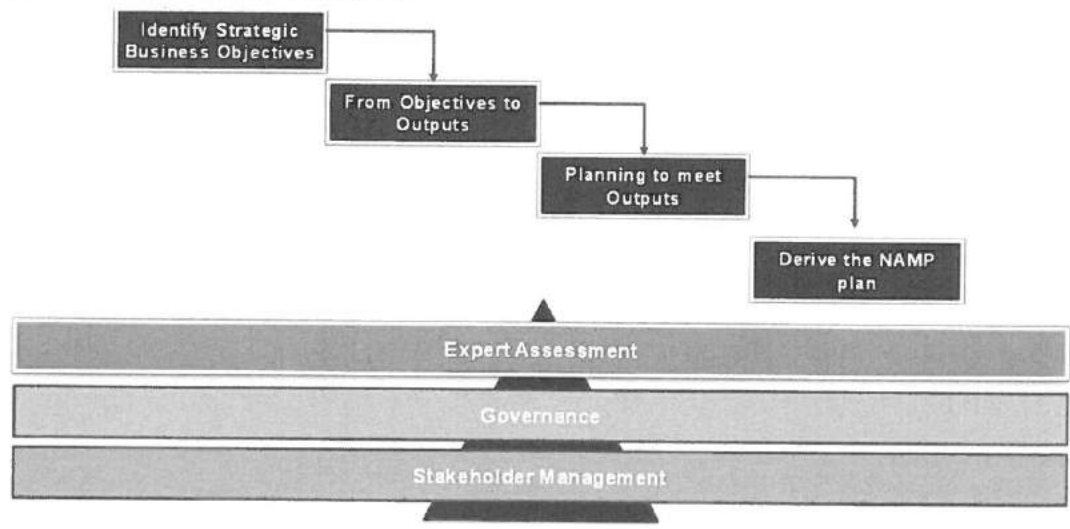 Identify Strategic
Business Objectives
From Objectives to
Outputs
Planning to meet
Outputs
Derive the NAMP
plan
Expert Assessment
Governance
Stakeholder Management